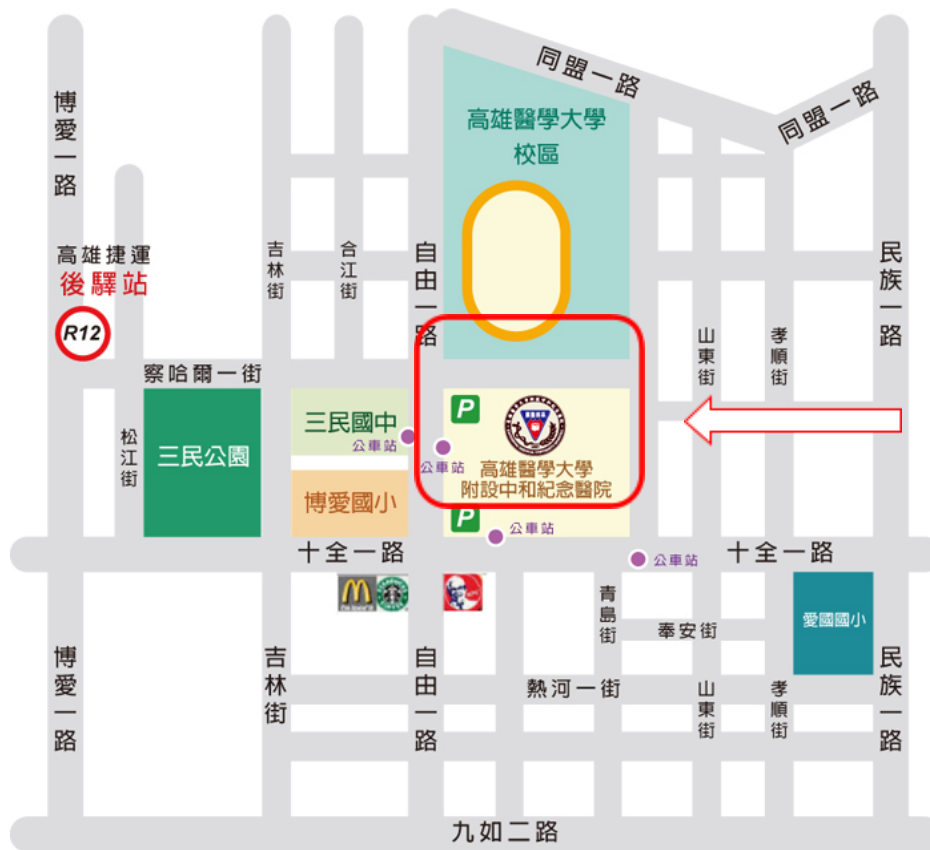 同盟一路
同盟一路
博愛一路
高雄醫學大學
校區
高雄捷運
後驛站
R12
吉林街
合江街
自由一路
山東街
孝順街
民族一路
察哈爾一街
松江街
三民公園
三民國中
公車站
博愛國小
P
公車站
高雄醫學大學
附設中和紀念醫院
P
公車站
十全一路
公車站
十全一路
青島街
奉安街
愛國國小
博愛一路
吉林街
自由一路
熱河一街
山東街
孝順街
民族一路
九如二路